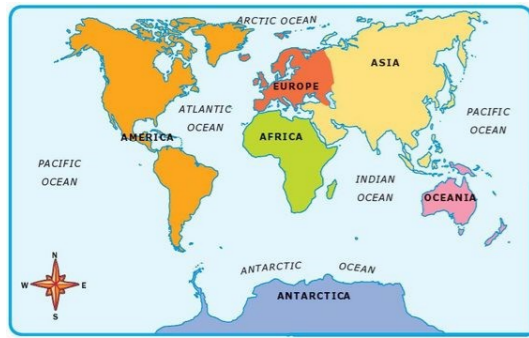 ARCTIC OCEAN
ASIA
EUROPE
ATLANTIC
OCEAN
PACIFIC
OCEAN
AMERICA
AFRICA
PACIFIC
OCEAN
INDIAN
OCEAN
OCEANIA
ANTARCTIC OCEAN
ANTARCTICA
N
W E
S